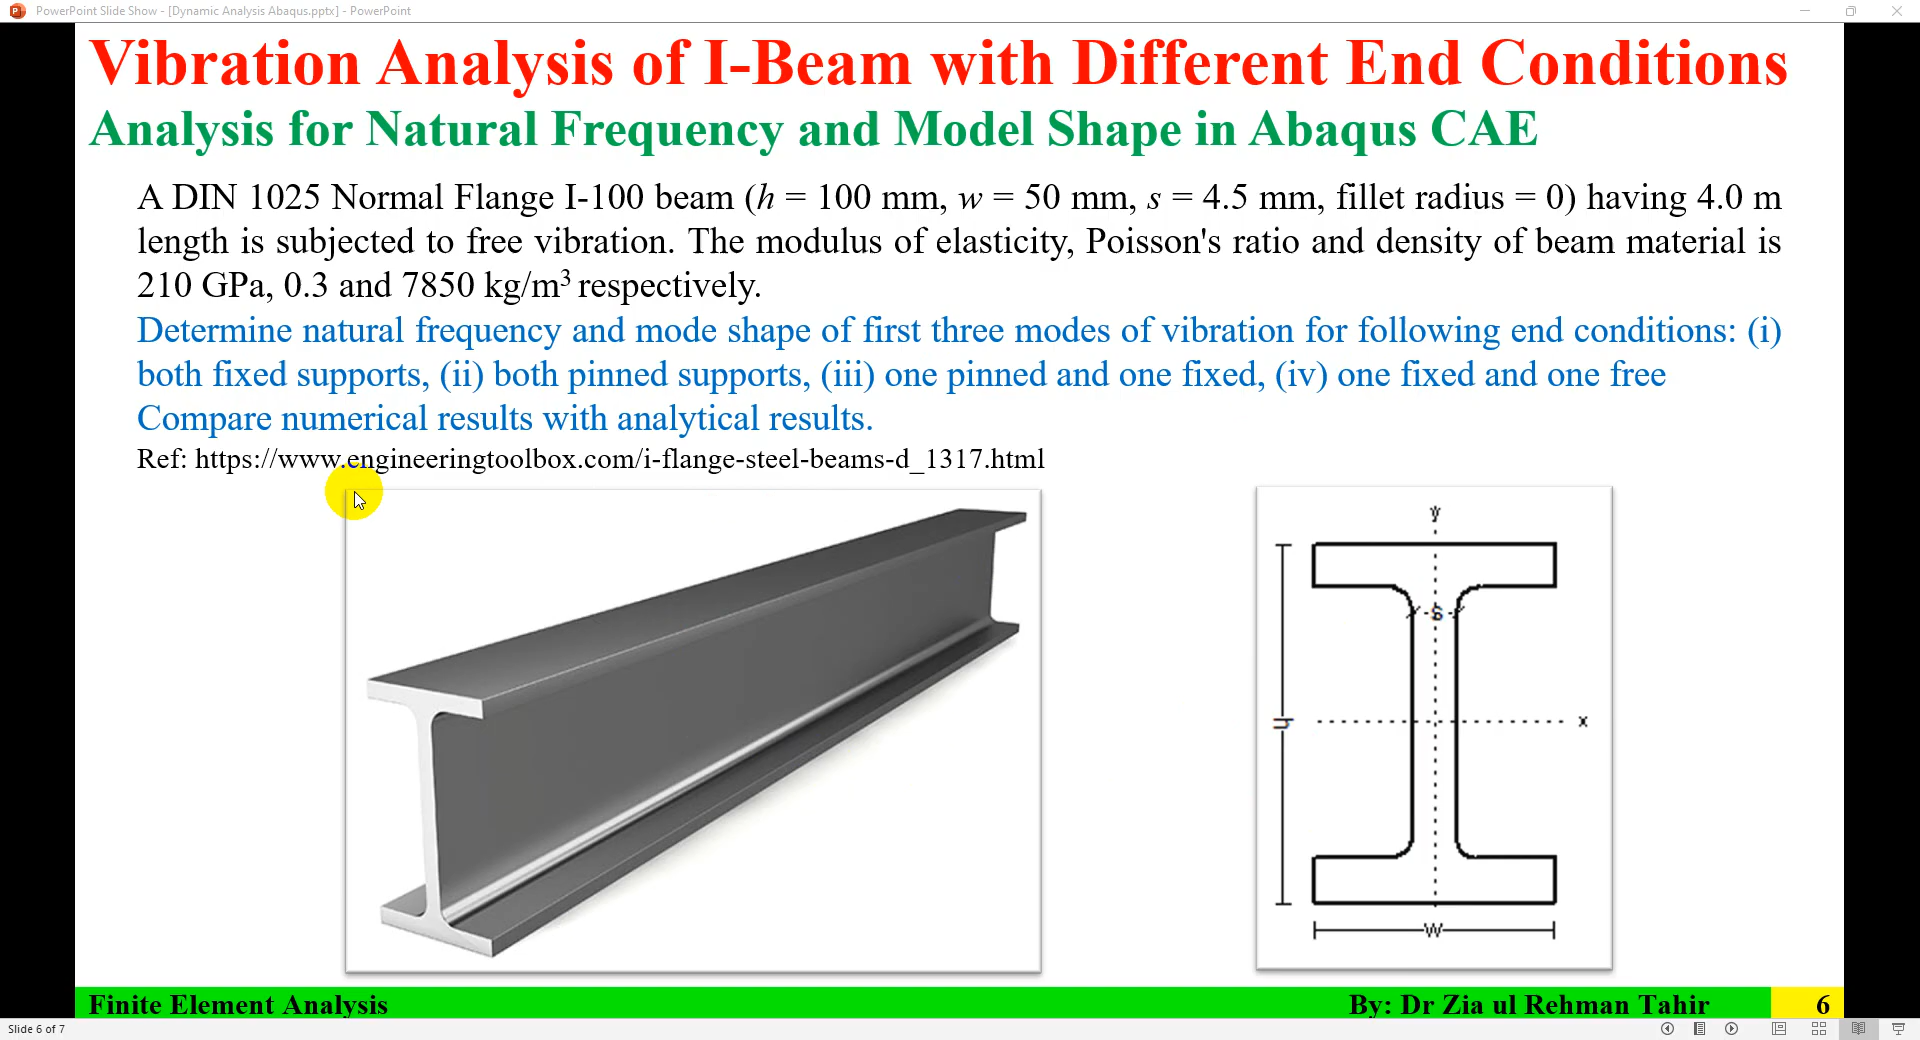 PowerPoint Slide Show - [Dynamic Analysis Abaqus.pptx] - PowerPoint
Vibration Analysis of I-Beam with Different End Conditions
Analysis for Natural Frequency and Model Shape in Abaqus CAE
A DIN 1025 Normal Flange I-100 beam (h = 100 mm, w = 50 mm, s = 4.5 mm, fillet radius = 0) having 4.0 m
length is subjected to free vibration. The modulus of elasticity, Poisson's ratio and density of beam material is
210 GPa, 0.3 and 7850 kg/m³ respectively.
Determine natural frequency and mode shape of first three modes of vibration for following end conditions: (i)
both fixed supports, (ii) both pinned supports, (iii) one pinned and one fixed, (iv) one fixed and one free
Compare numerical results with analytical results.
Ref: https://www.engineeringtoolbox.com/i-flange-steel-beams-d_1317.html
y
s
h
x
w
Finite Element Analysis
By: Dr Zia ul Rehman Tahir
6
Slide 6 of 7